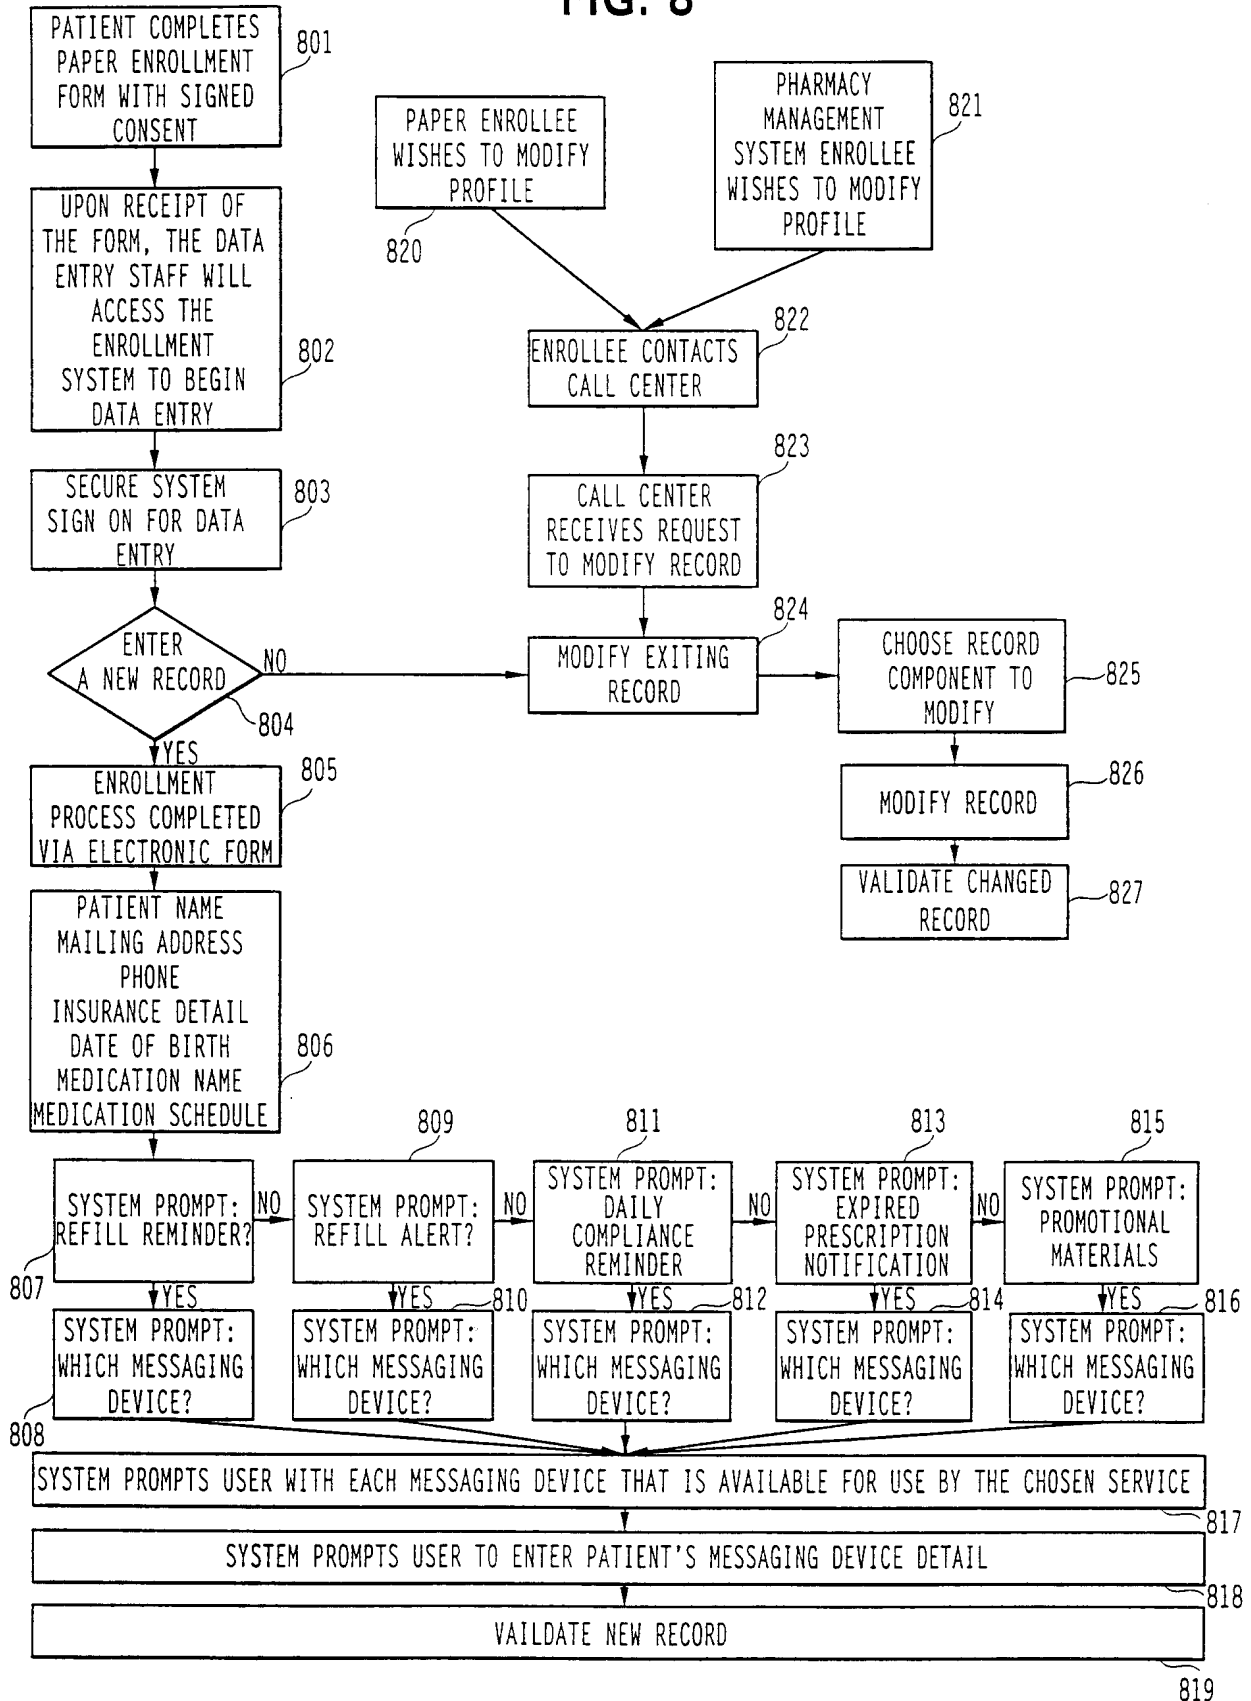 FIG. 8
PATIENT COMPLETES
PAPER ENROLLMENT
FORM WITH SIGNED
CONSENT
801
UPON RECEIPT OF
THE FORM, THE DATA
ENTRY STAFF WILL
ACCESS THE
ENROLLMENT
SYSTEM TO BEGIN
DATA ENTRY
802
SECURE SYSTEM
SIGN ON FOR DATA
ENTRY
803
ENTER
A NEW RECORD
804
NO
YES
PAPER ENROLLEE
WISHES TO MODIFY
PROFILE
820
PHARMACY
MANAGEMENT
SYSTEM ENROLLEE
WISHES TO MODIFY
PROFILE
821
ENROLLEE CONTACTS
CALL CENTER
822
CALL CENTER
RECEIVES REQUEST
TO MODIFY RECORD
823
MODIFY EXITING
RECORD
824
CHOOSE RECORD
COMPONENT TO
MODIFY
825
MODIFY RECORD
826
VALIDATE CHANGED
RECORD
827
ENROLLMENT
PROCESS COMPLETED
VIA ELECTRONIC FORM
805
PATIENT NAME
MAILING ADDRESS
PHONE
INSURANCE DETAIL
DATE OF BIRTH
MEDICATION NAME
MEDICATION SCHEDULE
806
SYSTEM PROMPT:
REFILL REMINDER?
807
NO
YES
SYSTEM PROMPT:
REFILL ALERT?
809
NO
YES
SYSTEM PROMPT:
DAILY
COMPLIANCE
REMINDER
811
NO
YES
SYSTEM PROMPT:
EXPIRED
PRESCRIPTION
NOTIFICATION
813
NO
YES
SYSTEM PROMPT:
PROMOTIONAL
MATERIALS
815
YES
SYSTEM PROMPT:
WHICH MESSAGING
DEVICE?
808
SYSTEM PROMPT:
WHICH MESSAGING
DEVICE?
810
SYSTEM PROMPT:
WHICH MESSAGING
DEVICE?
812
SYSTEM PROMPT:
WHICH MESSAGING
DEVICE?
814
SYSTEM PROMPT:
WHICH MESSAGING
DEVICE?
816
SYSTEM PROMPTS USER WITH EACH MESSAGING DEVICE THAT IS AVAILABLE FOR USE BY THE CHOSEN SERVICE
817
SYSTEM PROMPTS USER TO ENTER PATIENT'S MESSAGING DEVICE DETAIL
818
VAILDATE NEW RECORD
819